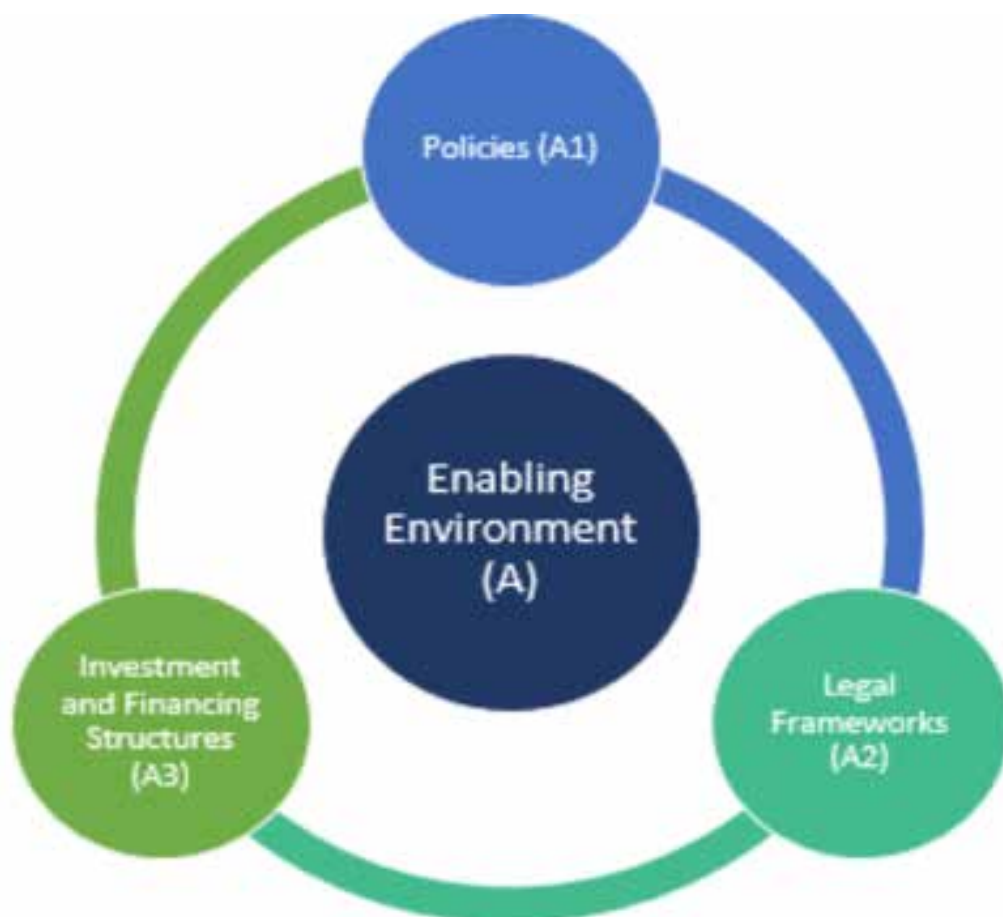 Policies (A1)
Enabling
Environment
(A)
Investment
and Financing
Structures
(A3)
Legal
Frameworks
(A2)